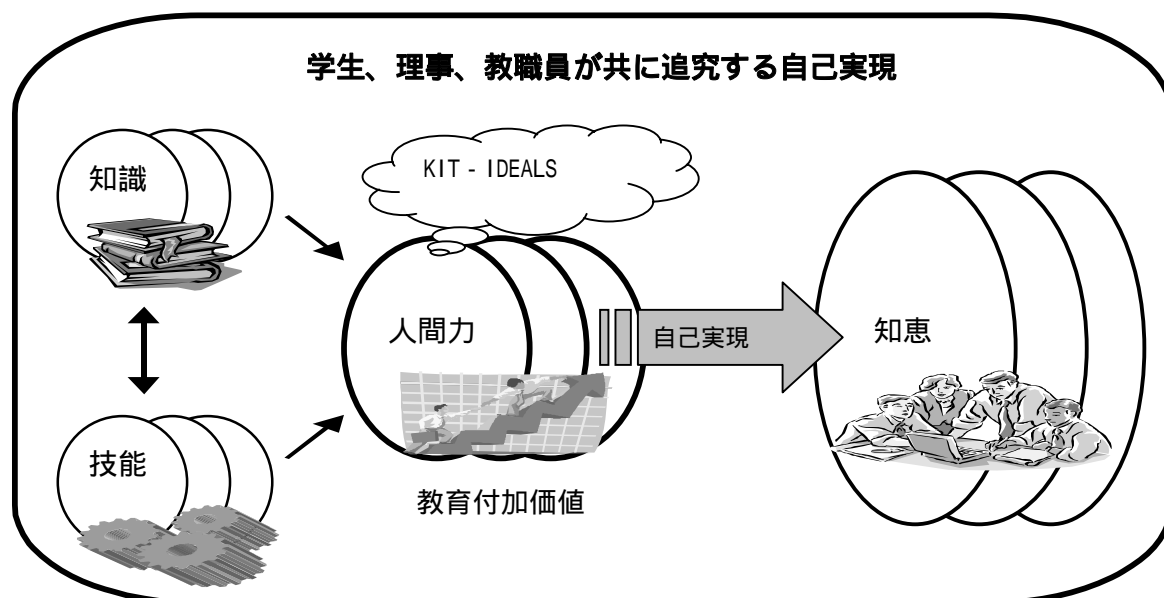 学生、理事、教職員が共に追究する自己実現
知識
KIT - IDEALS
人間力
自己実現
知恵
技能
教育付加価値